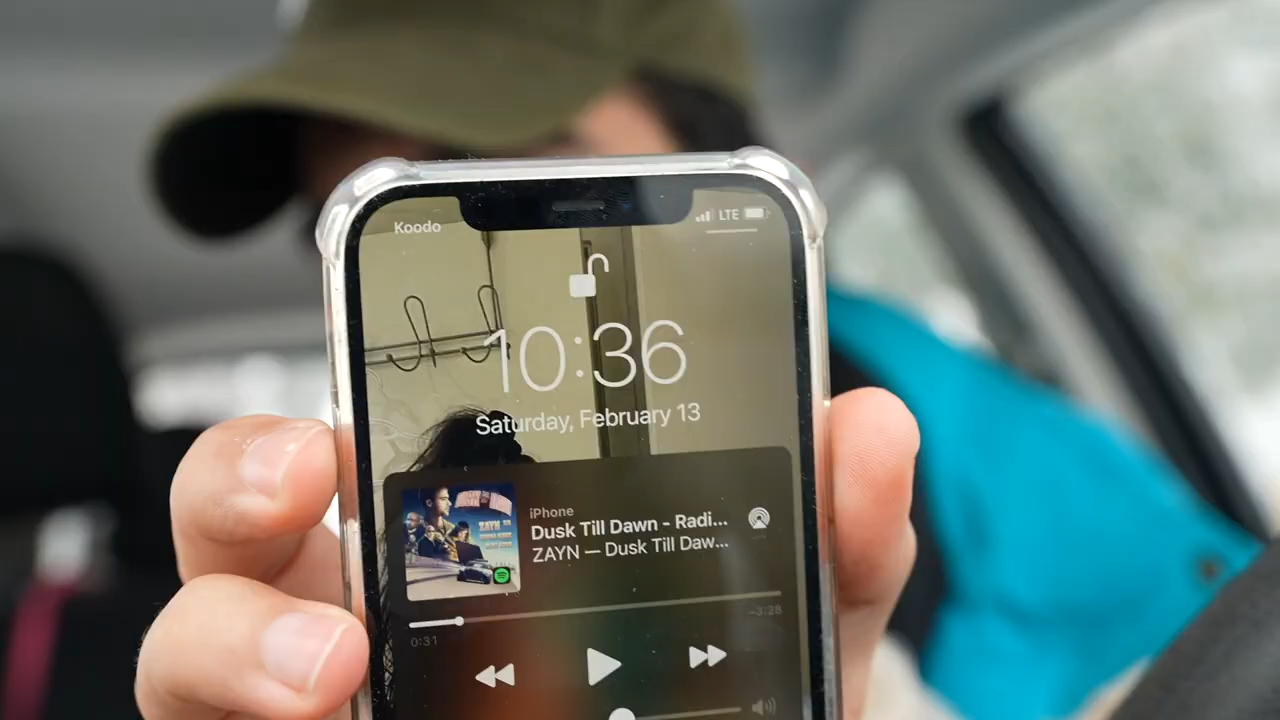 Koodo
LTE
10:36
Saturday, February 13
iPhone
Dusk Till Dawn - Radi...
ZAYN — Dusk Till Daw...
ZAYN
0:31
-3:28